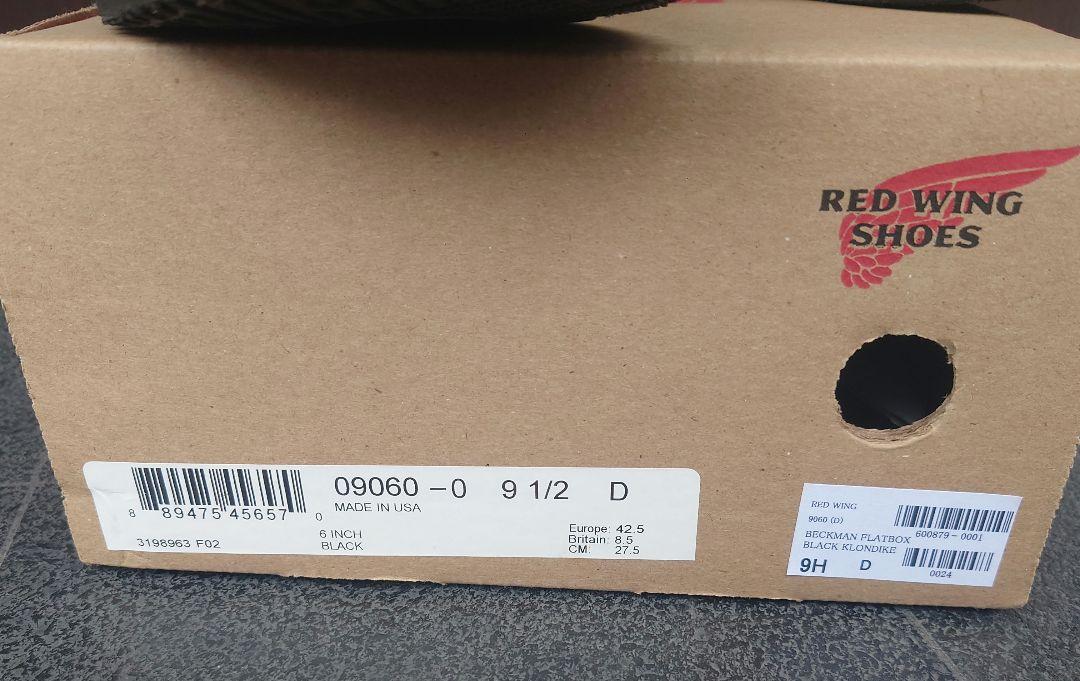 RED WING
SHOES
09060 -0 9 1/2 D
MADE IN USA
8 89475 45657 0
3198963 F02
6 INCH
BLACK
Europe: 42.5
Britain: 8.5
CM: 27.5
RED WING
9060 (D)
600879-0001
BECKMAN FLATBOX
BLACK KLONDIKE
9H D
0024